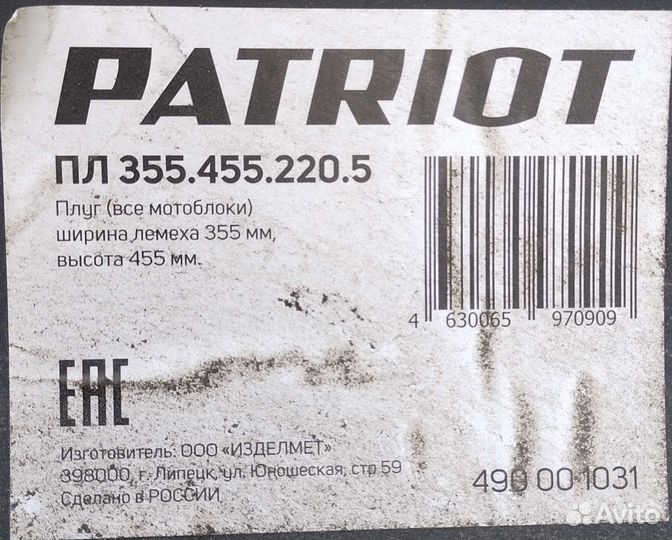 PATRIOT
ПЛ 355.455.220.5
Плуг (все мотоблоки)
ширина лемеха 355 мм,
высота 455 мм.
4 630065 970909
EAC
Изготовитель: ООО «ИЗДЕЛМЕТ»
398000, г. Липецк, ул. Юношеская, стр 59
Сделано в РОССИИ
490 00 1031
Avito